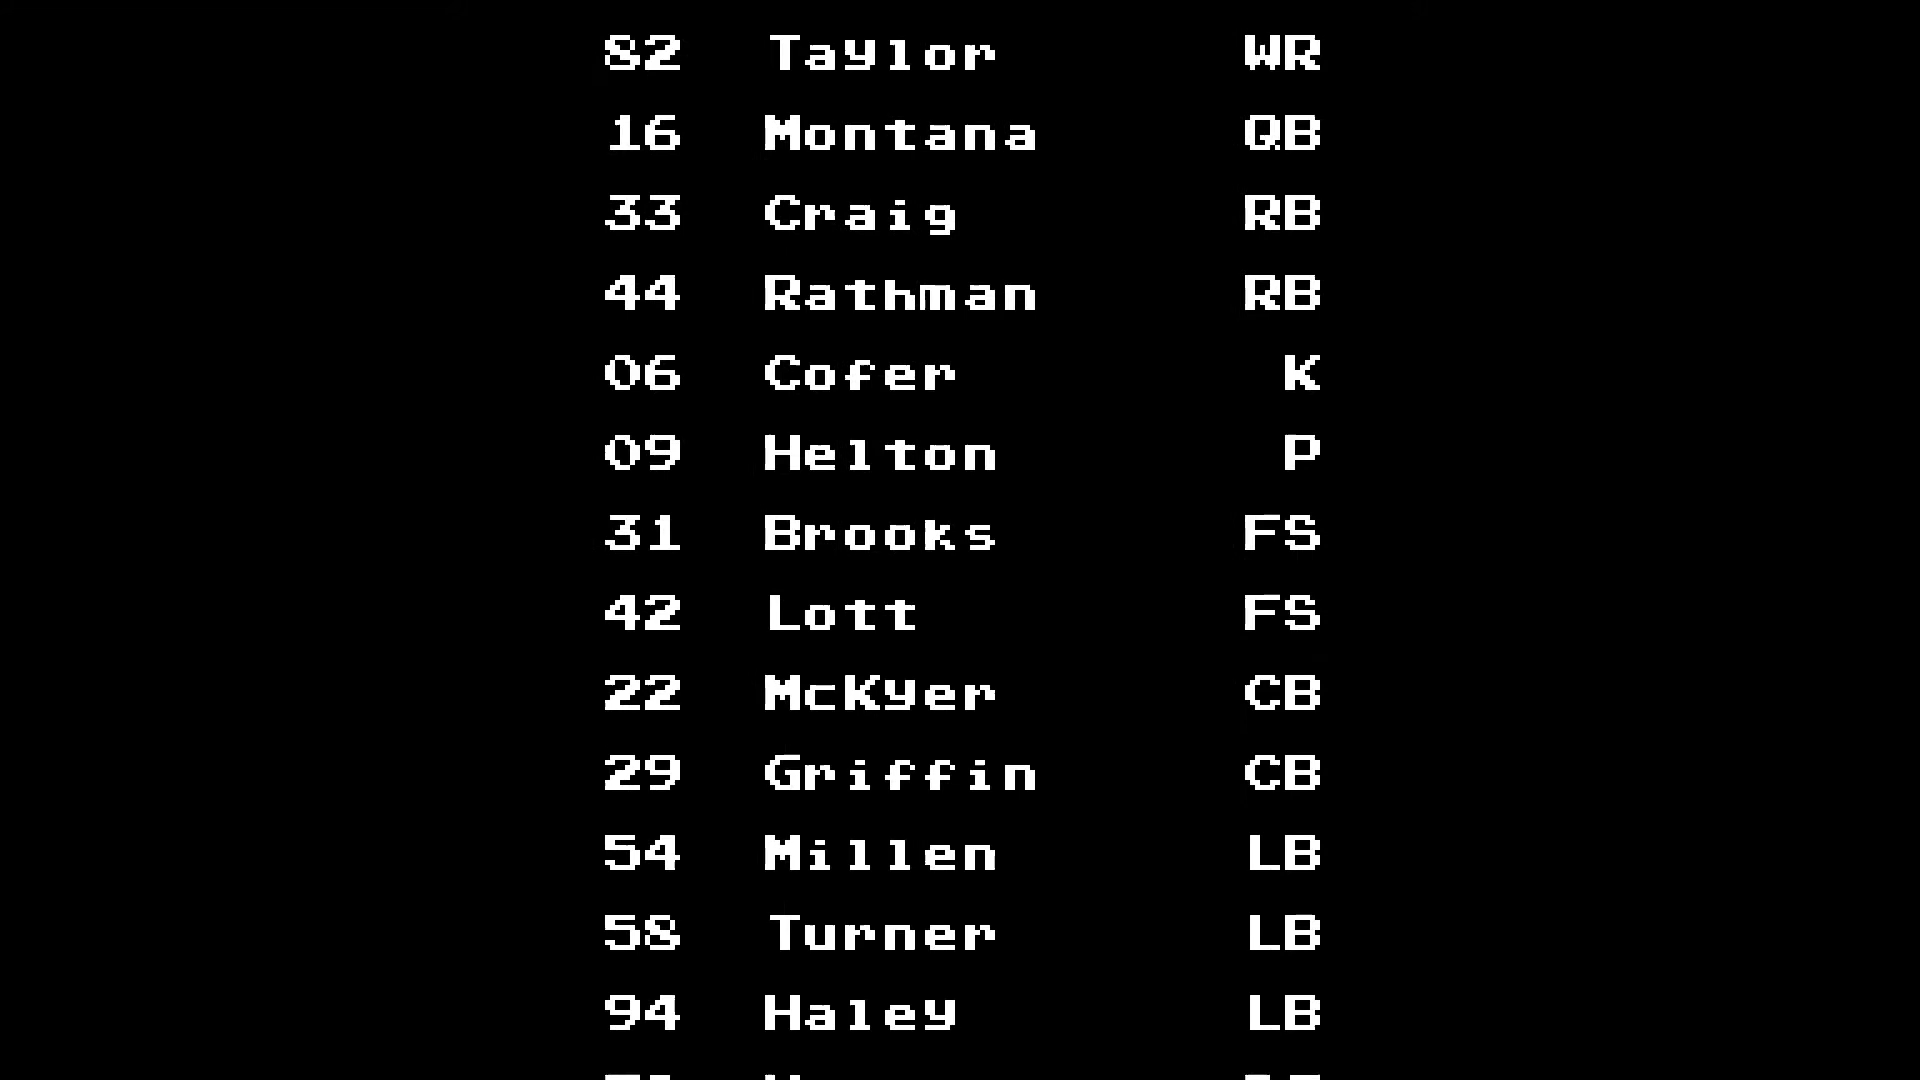 82 Taylor WR
16 Montana QB
33 Craig RB
44 Rathman RB
06 Cofer K
09 Helton P
31 Brooks FS
42 Lott FS
22 McKyer CB
29 Griffin CB
54 Millen LB
58 Turner LB
94 Haley LB